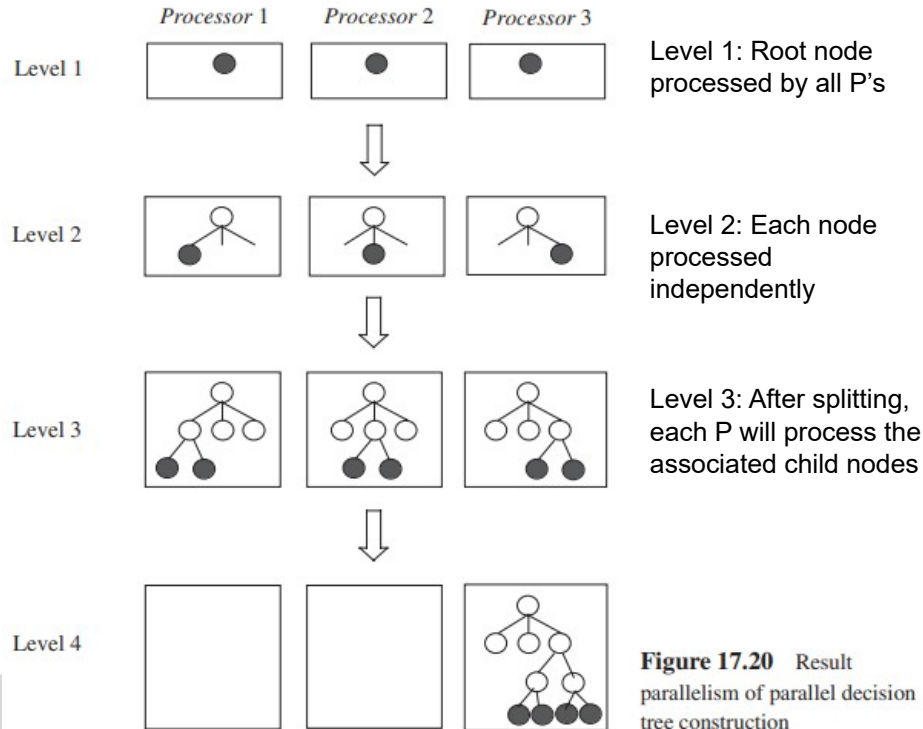 Processor 1 Processor 2 Processor 3
Level 1
Level 1: Root node
processed by all P's
Level 2
Level 2: Each node
processed
independently
Level 3
Level 3: After splitting,
each P will process the
associated child nodes
Level 4
Figure 17.20 Result
parallelism of parallel decision
tree construction